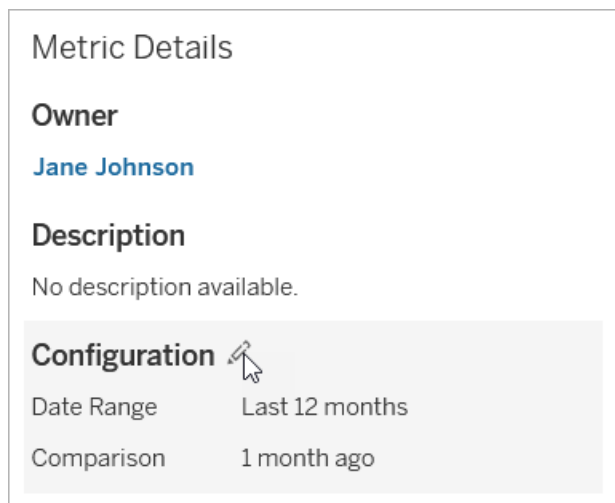 Metric Details
Owner
Jane Johnson
Description
No description available.
Configuration
Date Range Last 12 months
Comparison 1 month ago